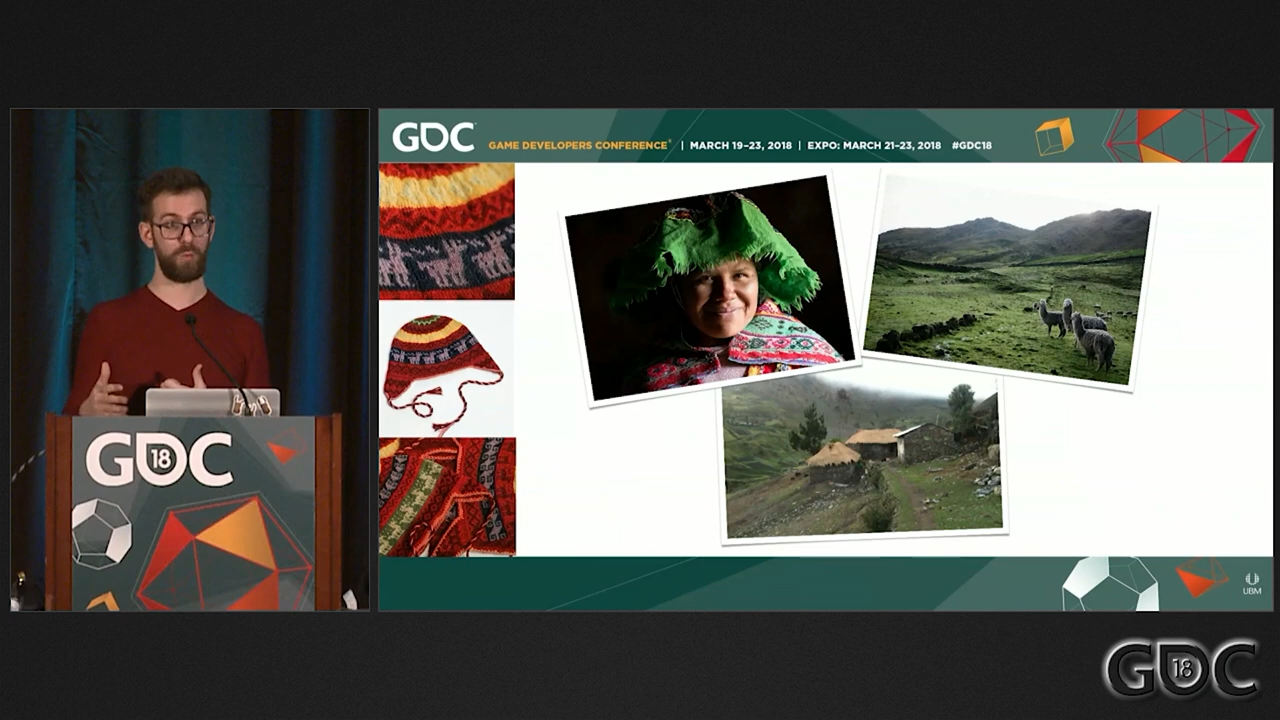 GDC
GAME DEVELOPERS CONFERENCE® | MARCH 19–23, 2018 | EXPO: MARCH 21–23, 2018 #GDC18
GDC
18
UBM
GDC
18